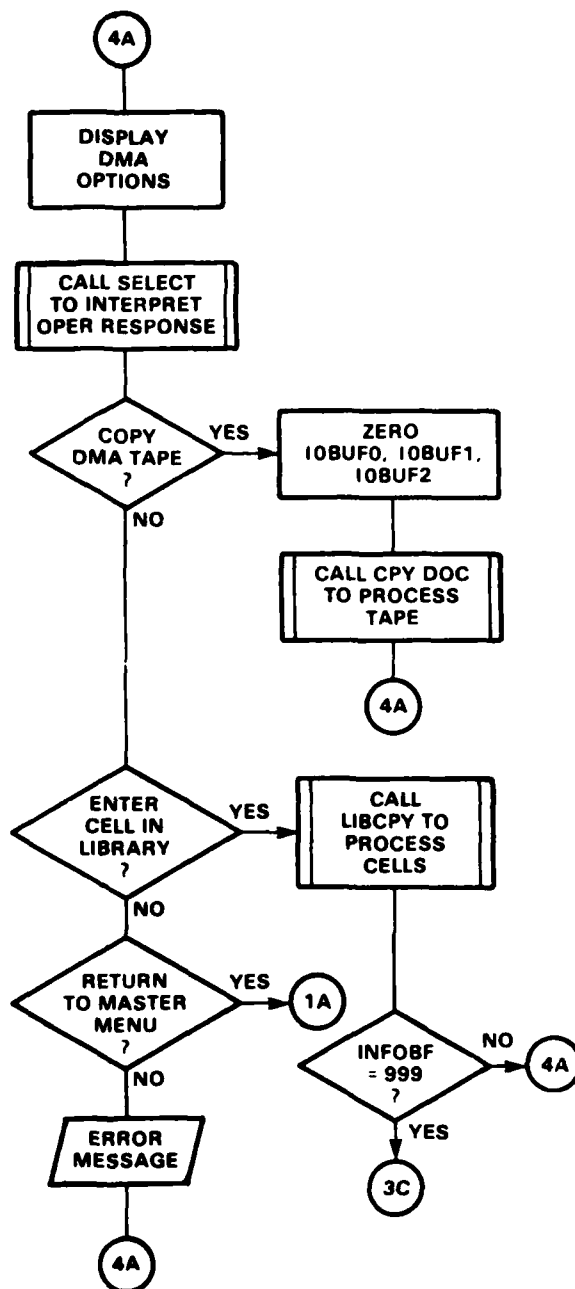 4A
DISPLAY
DMA
OPTIONS
CALL SELECT
TO INTERPRET
OPER RESPONSE
COPY
DMA TAPE
?
YES
NO
ZERO
IOBUF0, IOBUF1,
IOBUF2
CALL CPY DOC
TO PROCESS
TAPE
4A
ENTER
CELL IN
LIBRARY
?
YES
NO
CALL
LIBCPY TO
PROCESS
CELLS
RETURN
TO MASTER
MENU
?
YES
1A
NO
INFOBF
= 999
?
NO
4A
YES
3C
ERROR
MESSAGE
4A